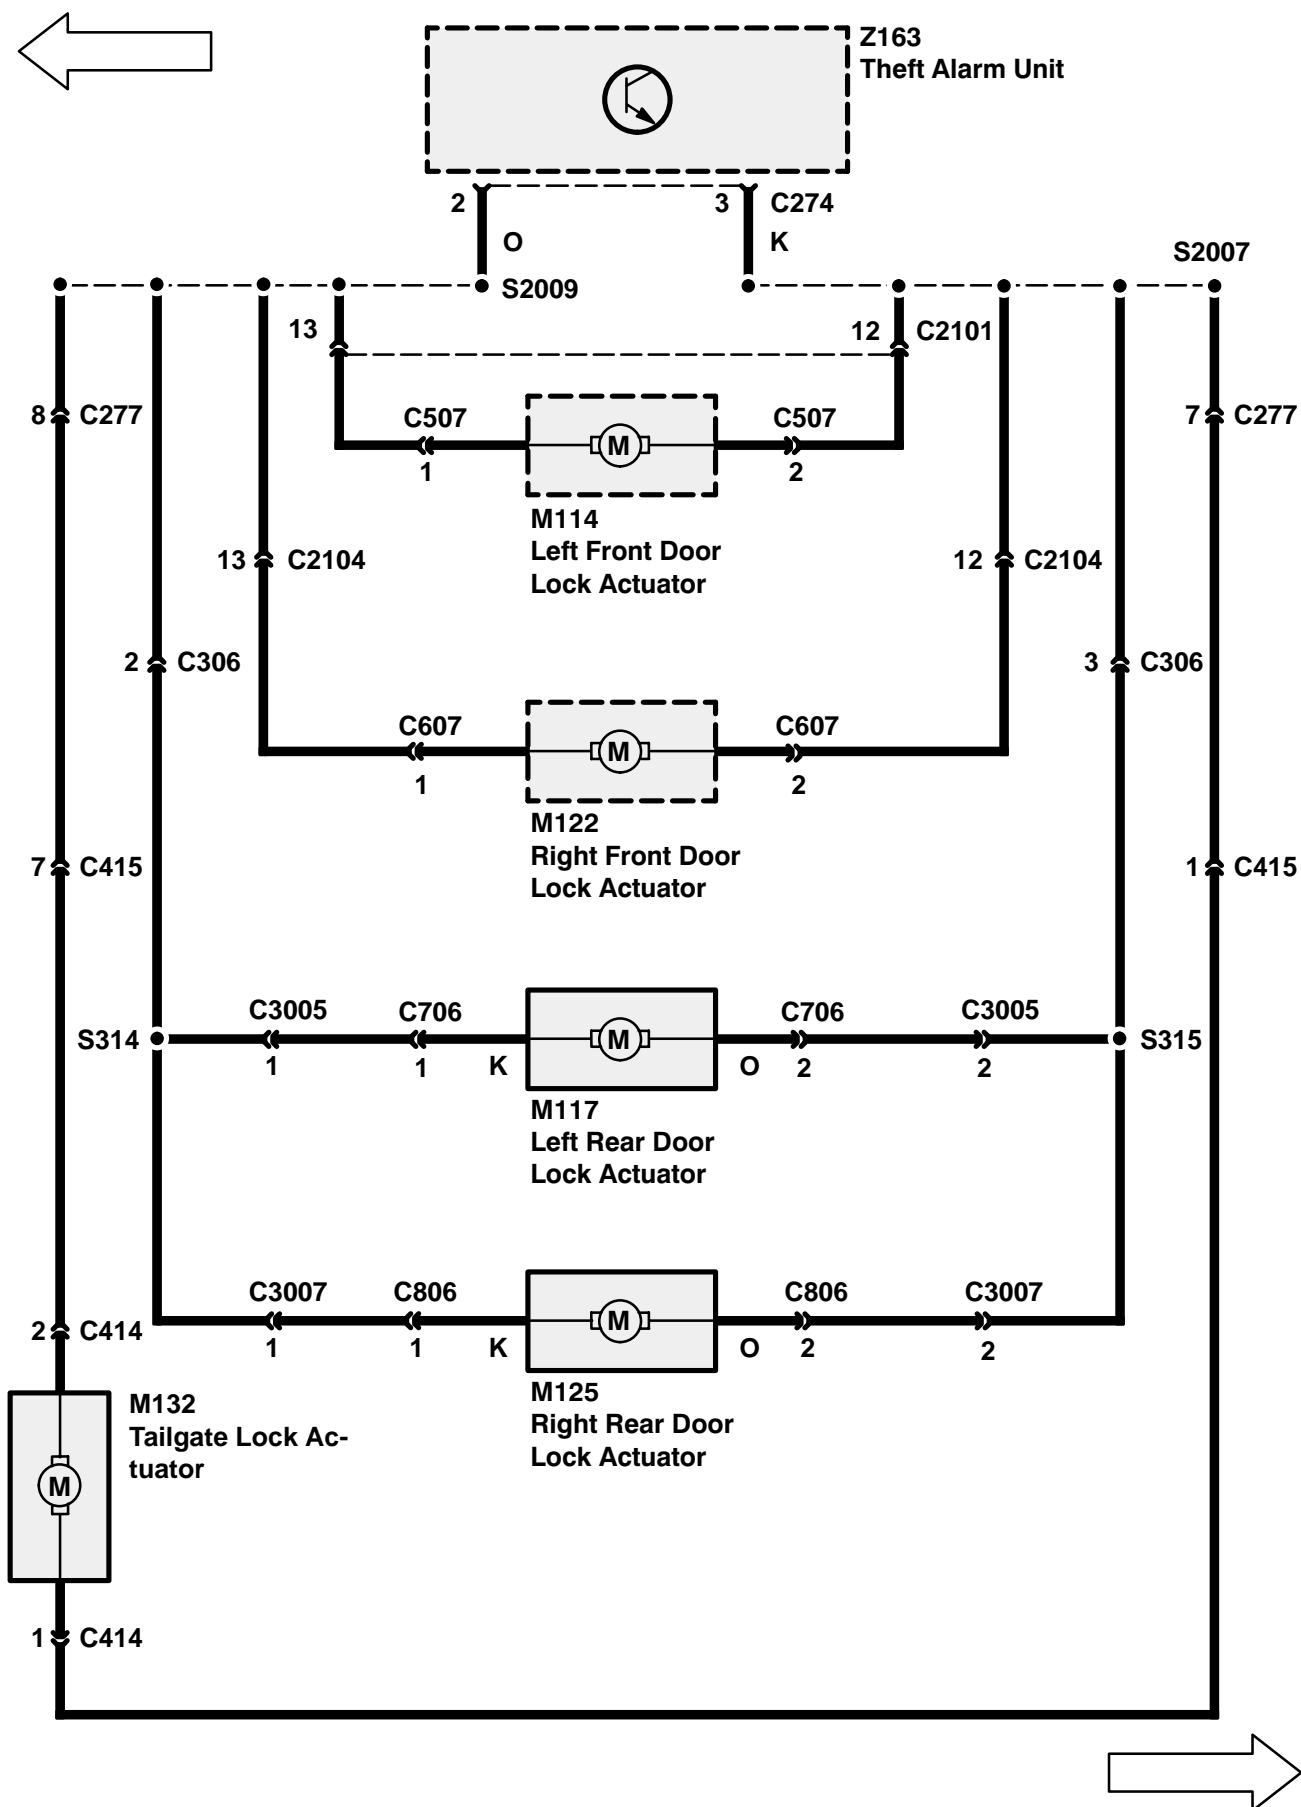 Z163
Theft Alarm Unit
2
3
C274
O
K
S2007
S2009
13
12
C2101
8
C277
C507
C507
7
C277
1
M
2
M114
Left Front Door
Lock Actuator
13
C2104
12
C2104
2
C306
3
C306
C607
C607
1
M
2
M122
Right Front Door
Lock Actuator
7
C415
1
C415
C3005
C706
C706
C3005
S314
M
S315
1
1
K
O
2
2
M117
Left Rear Door
Lock Actuator
C3007
C806
C806
C3007
2
C414
M
1
1
K
O
2
2
M132
Tailgate Lock Ac-
tuator
M
M125
Right Rear Door
Lock Actuator
1
C414